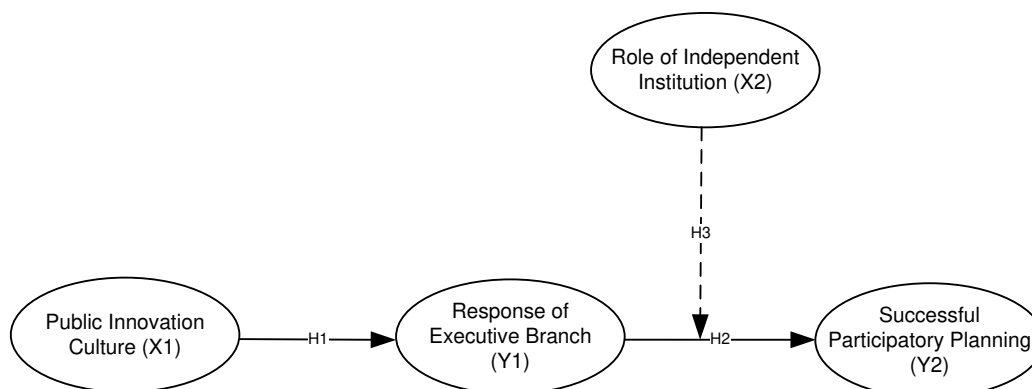 Role of Independent
Institution (X2)
H3
Public Innovation
Culture (X1)
H1
Response of
Executive Branch
(Y1)
H2
Successful
Participatory Planning
(Y2)